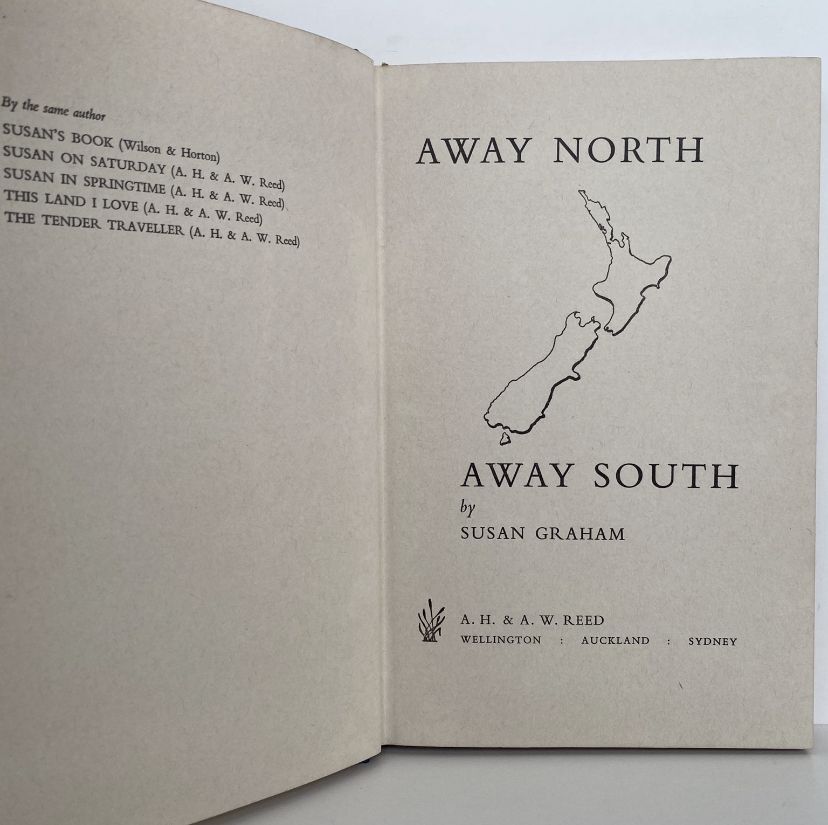 By the same author
SUSAN'S BOOK (Wilson & Horton)
SUSAN ON SATURDAY (A. H. & A. W. Reed)
SUSAN IN SPRINGTIME (A. H. & A. W. Reed)
THIS LAND I LOVE (A. H. & A. W. Reed)
THE TENDER TRAVELLER (A. H. & A. W. Reed)
AWAY NORTH
AWAY SOUTH
by
SUSAN GRAHAM
A. H. & A. W. REED
WELLINGTON : AUCKLAND : SYDNEY